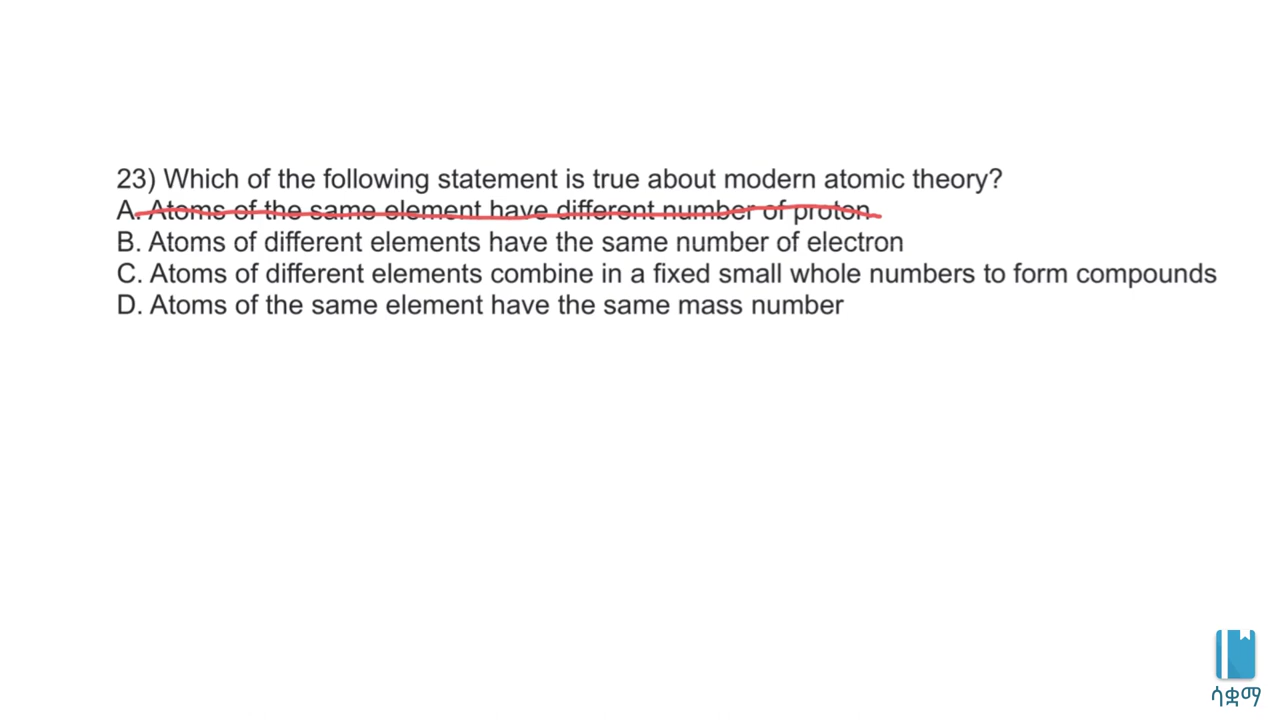 23) Which of the following statement is true about modern atomic theory?
A. Atoms of the same element have different number of proton
B. Atoms of different elements have the same number of electron
C. Atoms of different elements combine in a fixed small whole numbers to form compounds
D. Atoms of the same element have the same mass number
ሳቋማ